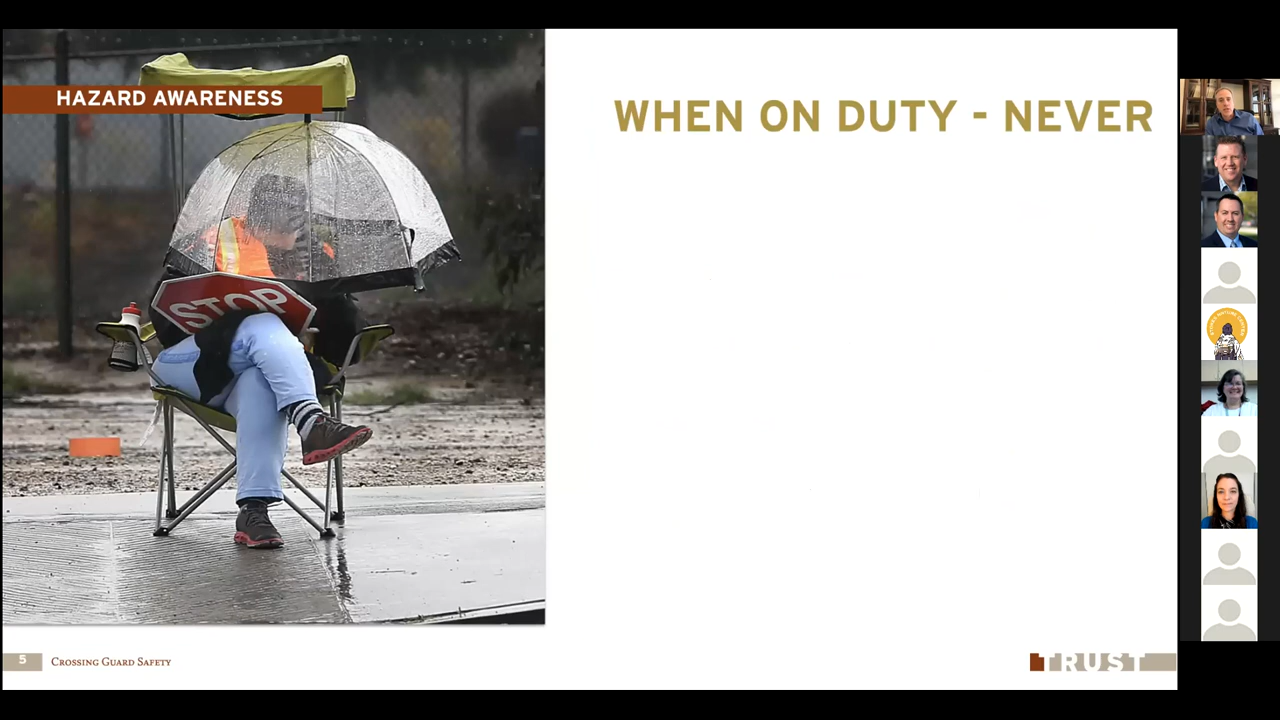 HAZARD AWARENESS
WHEN ON DUTY - NEVER
STOP
5
Crossing Guard Safety
TRUST